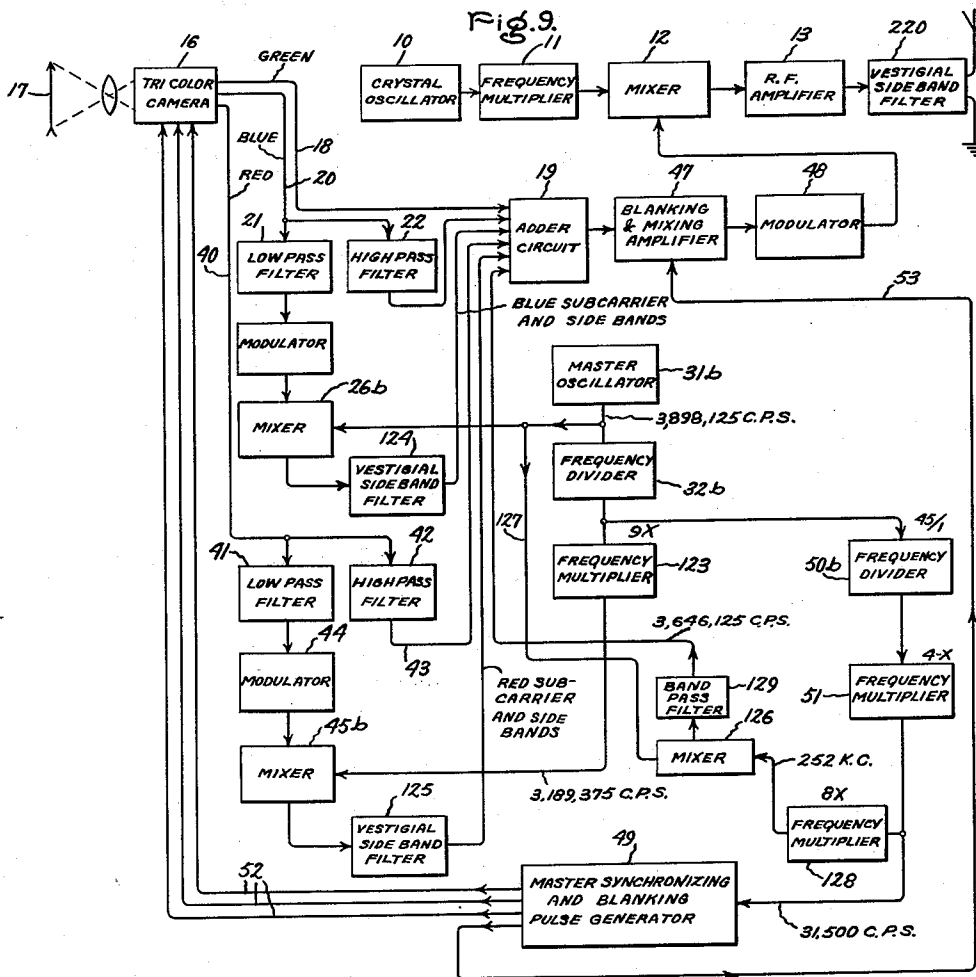 Fig. 9.
16
GREEN
10
11
12
13
220
17
TRI COLOR
CAMERA
CRYSTAL
OSCILLATOR
FREQUENCY
MULTIPLIER
MIXER
R. F.
AMPLIFIER
VESTIGIAL
SIDE BAND
FILTER
BLUE
18
RED
20
19
47
48
21
22
40
LOW PASS
FILTER
HIGH PASS
FILTER
ADDER
CIRCUIT
BLANKING
& MIXING
AMPLIFIER
MODULATOR
53
BLUE SUBCARRIER
AND SIDE BANDS
MODULATOR
26b
MASTER
OSCILLATOR
31b
MIXER
3,898,125 C.P.S.
124
VESTIGIAL
SIDE BAND
FILTER
FREQUENCY
DIVIDER
32b
127
41
42
9X
45/1
LOW PASS
FILTER
HIGH PASS
FILTER
FREQUENCY
MULTIPLIER
123
50b
FREQUENCY
DIVIDER
44
43
3,646,125 C.P.S.
4-X
MODULATOR
RED SUB-
CARRIER
AND SIDE
BANDS
BAND
PASS
FILTER
129
51
FREQUENCY
MULTIPLIER
45b
126
MIXER
MIXER
252 K.C.
3,189,375 C.P.S.
8X
125
VESTIGIAL
SIDE BAND
FILTER
FREQUENCY
MULTIPLIER
128
49
52
MASTER SYNCHRONIZING
AND BLANKING
PULSE GENERATOR
31,500 C.P.S.